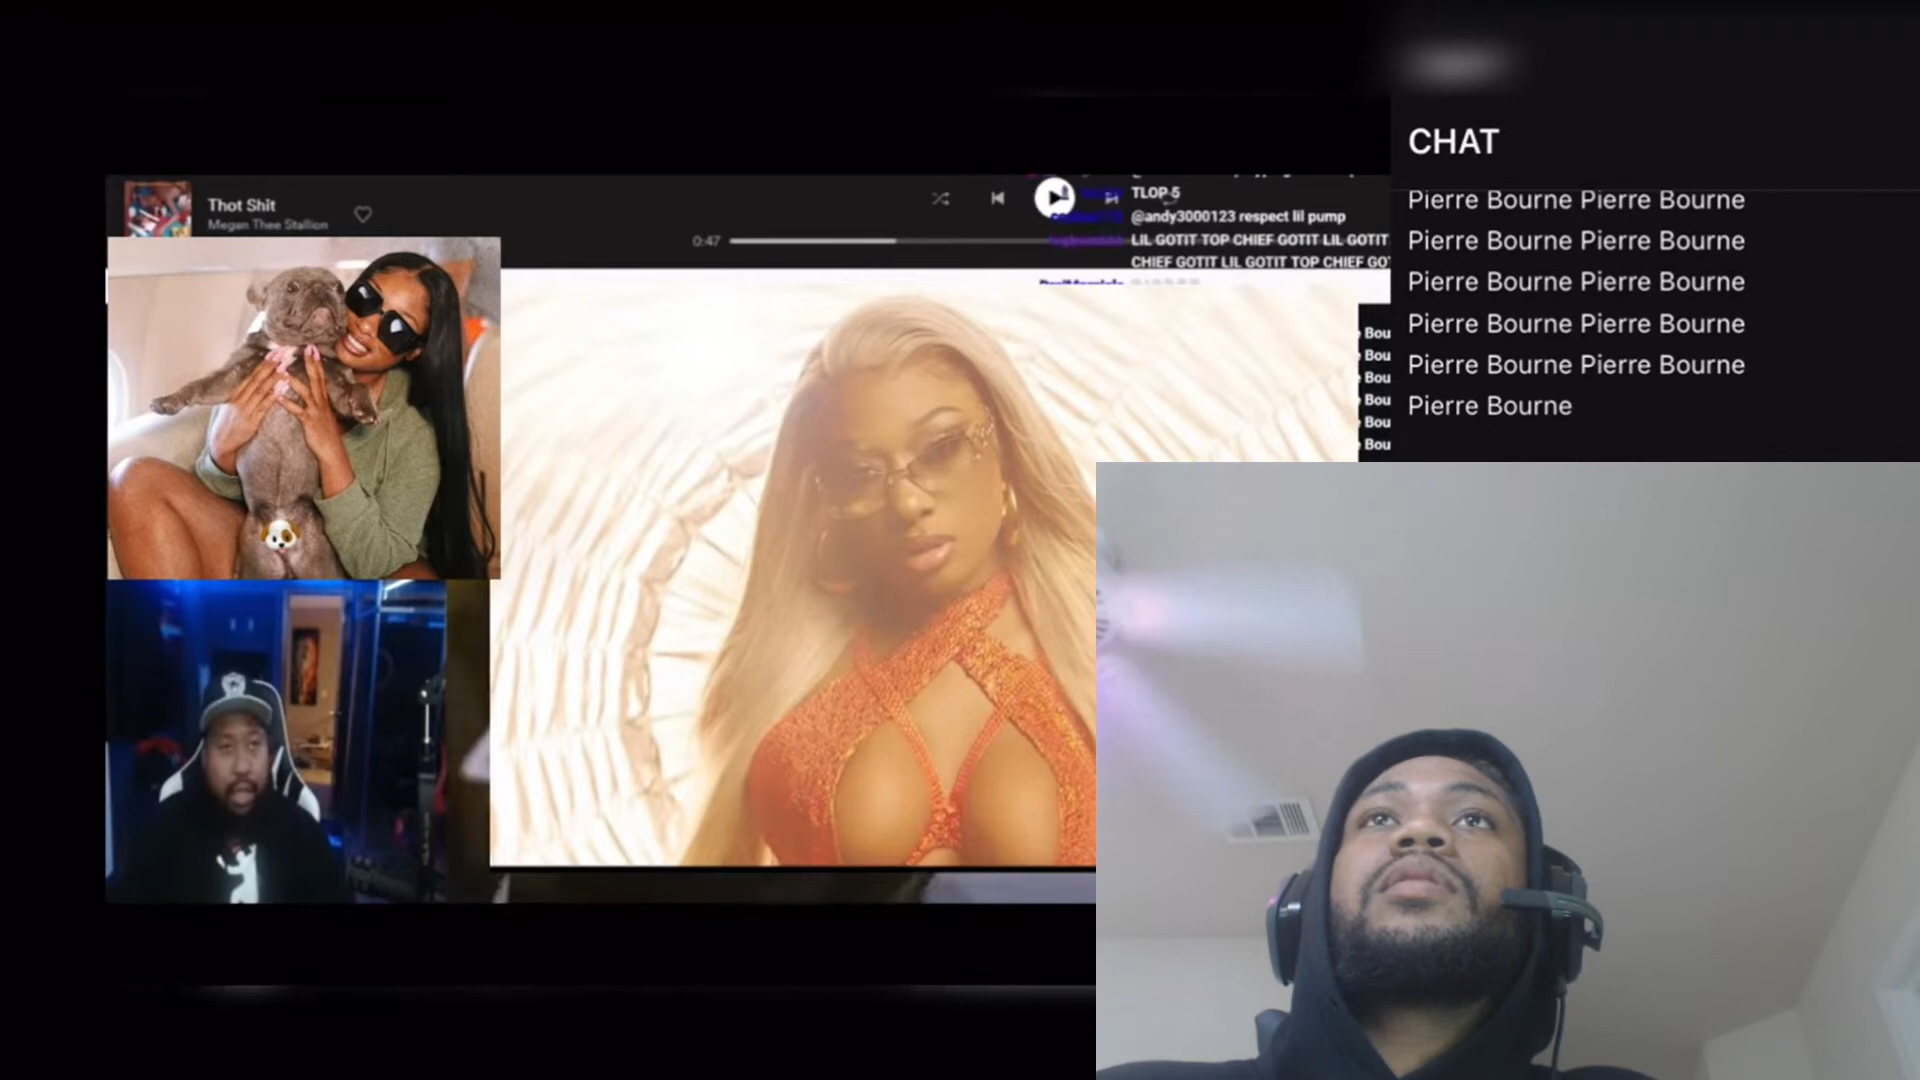 CHAT
Pierre Bourne Pierre Bourne
Pierre Bourne Pierre Bourne
Pierre Bourne Pierre Bourne
Pierre Bourne Pierre Bourne
Pierre Bourne Pierre Bourne
Pierre Bourne
Thot Shit
Megan Thee Stallion
0:47
TLOP 5
@andy3000123 respect lil pump
LIL GOTIT TOP CHIEF GOTIT LIL GOTIT
CHIEF GOTIT LIL GOTIT TOP CHIEF GO
Bou
Bou
Bou
Bou
Bou
Bou